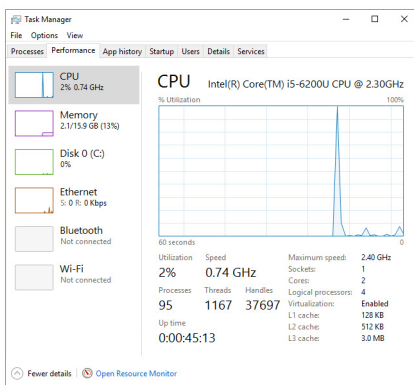 Task Manager
File Options View
Processes Performance App history Startup Users Details Services
CPU
2% 0.74 GHz
Memory
2.1/15.9 GB (13%)
Disk 0 (C:)
0%
Ethernet
S: 0 R: 0 Kbps
Bluetooth
Not connected
Wi-Fi
Not connected
CPU Intel(R) Core(TM) i5-6200U CPU @ 2.30GHz
% Utilization 100%
60 seconds 0
Utilization Speed
2% 0.74 GHz
Processes Threads Handles
95 1167 37697
Up time
0:00:45:13
Maximum speed: 2.40 GHz
Sockets: 1
Cores: 2
Logical processors: 4
Virtualization: Enabled
L1 cache: 128 KB
L2 cache: 512 KB
L3 cache: 3.0 MB
Fewer details Open Resource Monitor